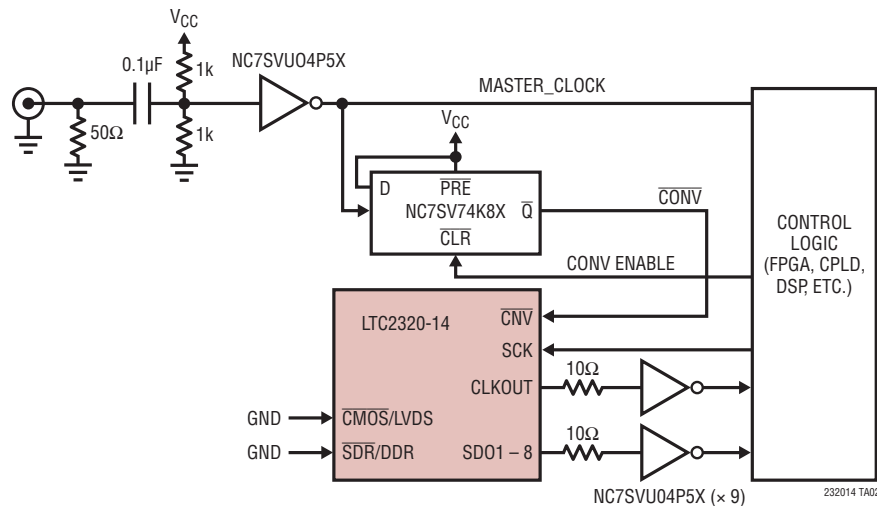 VCC
0.1µF
1k
NC7SVUO4P5X
MASTER_CLOCK
50Ω
1k
VCC
D
PRE
NC7SV74K8X
Q
CLR
CONV
CONV ENABLE
CONTROL
LOGIC
(FPGA, CPLD,
DSP, ETC.)
LTC2320-14
CNV
SCK
CLKOUT
10Ω
GND
CMOS/LVDS
GND
SDR/DDR
SDO1 – 8
10Ω
NC7SVU04P5X (× 9)
232014 TA02